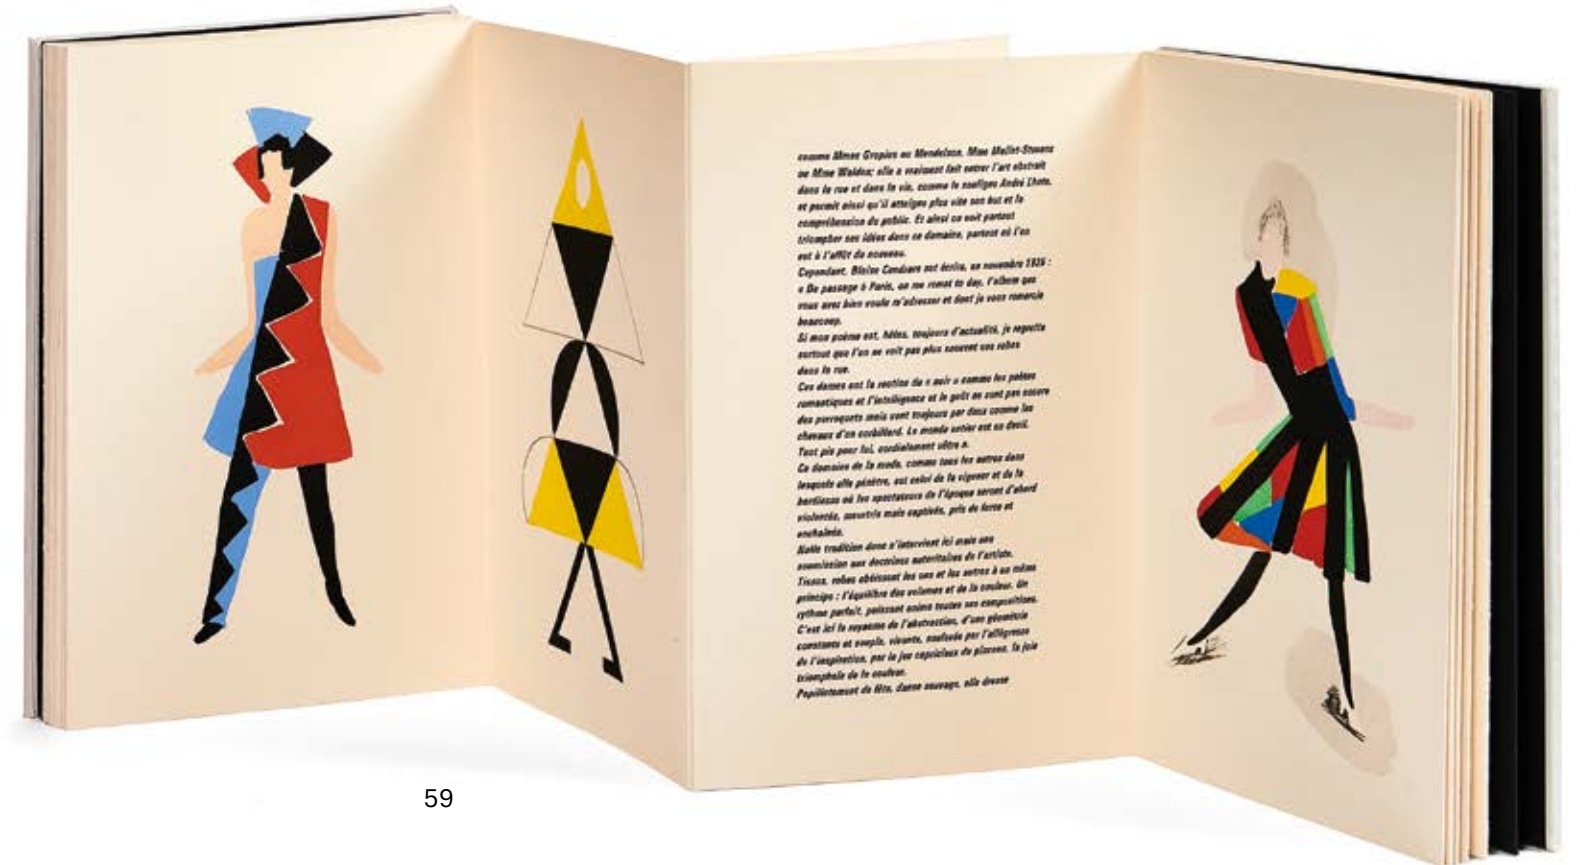 comme Mmes Gropius ou Mendelson, Mme Mallet-Stevens
ou Mme Walden; elle a vraiment fait entrer l'art abstrait
dans la rue et dans la vie, comme le souligne André Lhote,
et permit ainsi qu'il atteigne plus vite son but et la
compréhension du public. Et ainsi on voit partout
triompher ses idées dans ce domaine, partout où l'on
est à l'affût du nouveau.
Cependant, Blaise Cendrars ont écrire, en novembre 1926 :
« De passage à Paris, on me remet to day, l'album que
vous avez bien voulu m'adresser et dont je vous remercie
beaucoup.
Si mon poème est, hélas, toujours d'actualité, je regrette
surtout que l'on ne voit pas plus souvent vos robes
dans la rue.
Ces dames ont la routine du « noir » comme les poètes
romantiques et l'intelligence et le goût ne sont pas encore
des perroquets mais vont toujours par deux comme les
chevaux d'un corbillard. Le monde entier est en deuil.
Tant pis pour lui, cordialement vôtre ».
Ce domaine de la mode, comme tous les autres dans
lesquels elle pénètre, est celui de la vigueur et de la
hardiesse où les spectateurs de l'époque seront d'abord
violentés, meurtris mais captivés, pris de force et
enchaînés.
Nulle tradition donc n'intervient ici mais une
soumission aux doctrines autoritaires de l'artiste.
Tissus, robes obéissent les uns et les autres à un même
principe : l'équilibre des volumes et de la couleur. Un
rythme parfait, puissant anime toutes ses compositions.
C'est ici le royaume de l'abstraction, d'une géométrie
constante et souple, vivante, soulevée par l'allégresse
de l'inspiration, par le jeu capricieux du pinceau, la joie
triomphale de la couleur.
Papillotement de fête, danse sauvage, elle dresse
59